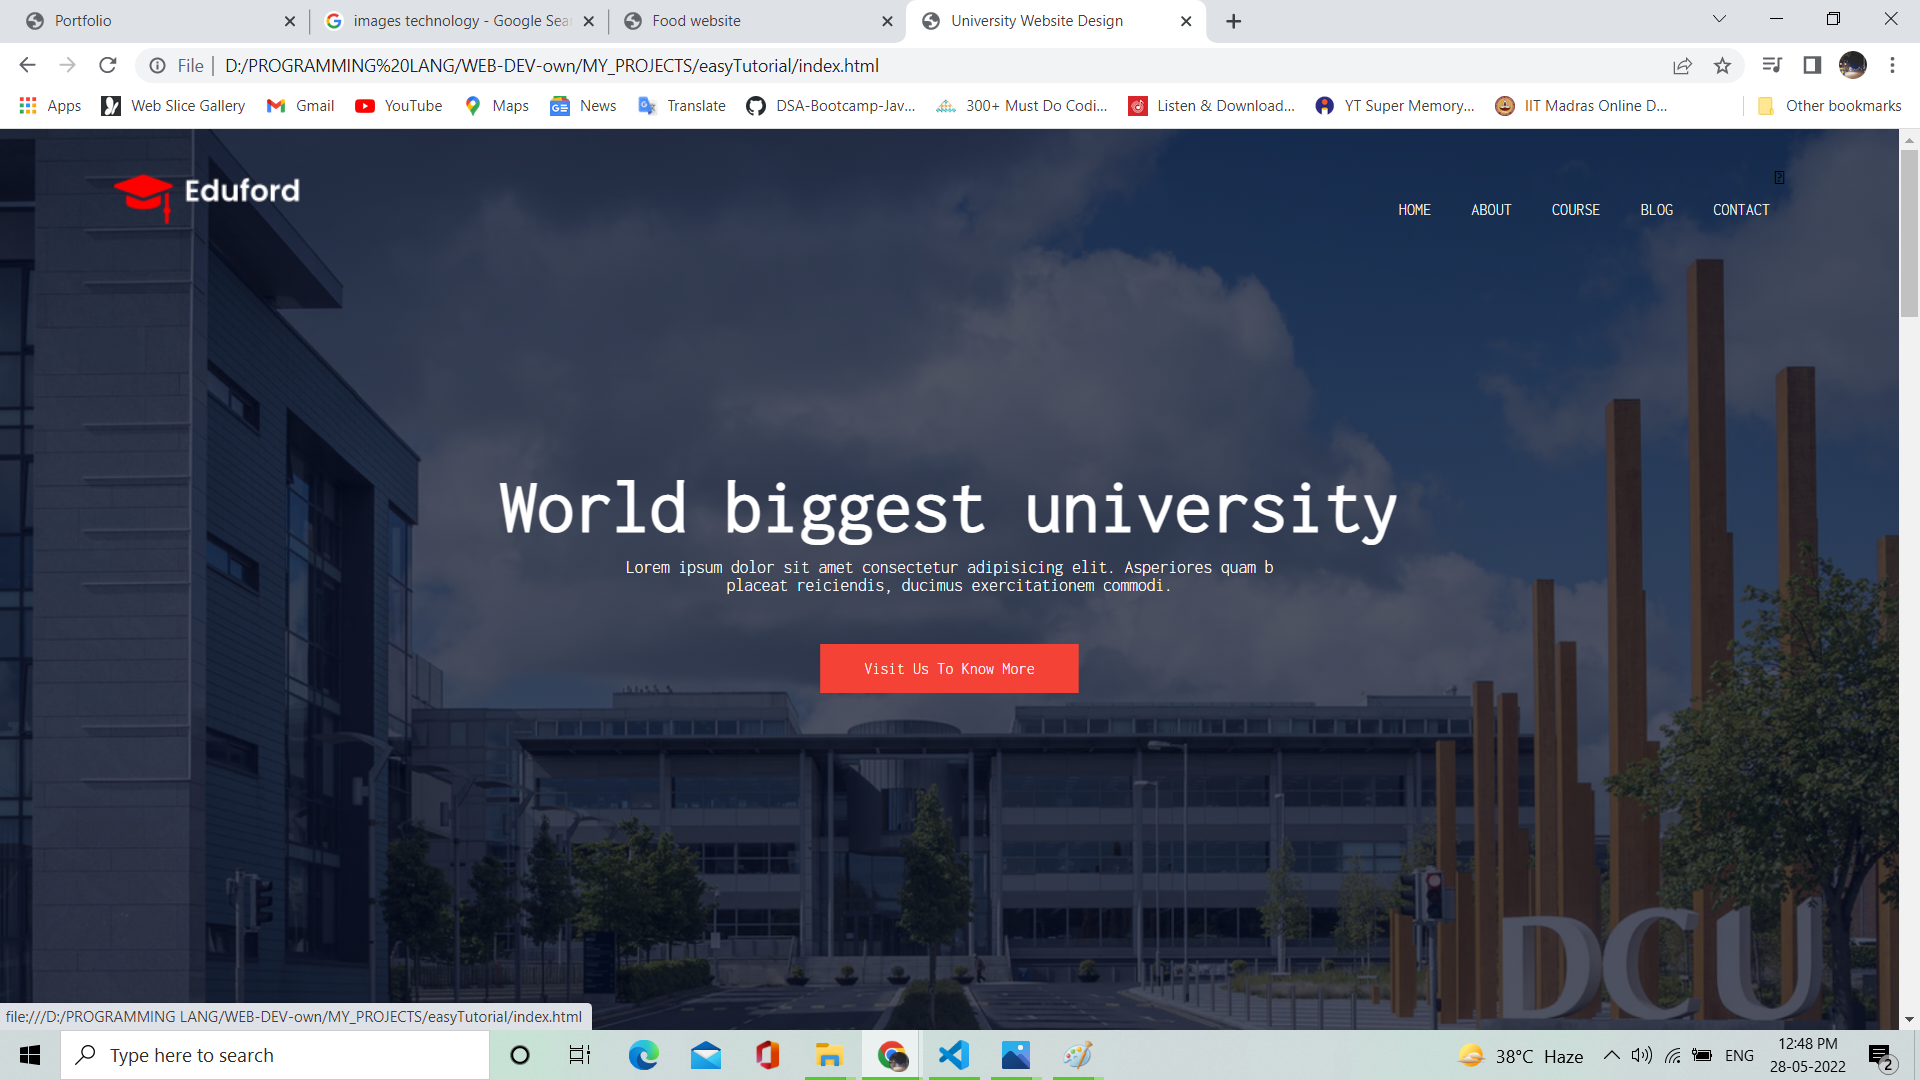 Portfolio
images technology - Google Sea
Food website
University Website Design
File
D:/PROGRAMMING%20LANG/WEB-DEV-own/MY_PROJECTS/easyTutorial/index.html
Apps
Web Slice Gallery
Gmail
YouTube
Maps
News
Translate
DSA-Bootcamp-Jav...
300+ Must Do Codi...
Listen & Download...
YT Super Memory...
IIT Madras Online D...
Other bookmarks
Eduford
HOME
ABOUT
COURSE
BLOG
CONTACT
World biggest university
Lorem ipsum dolor sit amet consectetur adipisicing elit. Asperiores quam b
placeat reiciendis, ducimus exercitationem commodi.
Visit Us To Know More
DCU
file:///D:/PROGRAMMING LANG/WEB-DEV-own/MY_PROJECTS/easyTutorial/index.html
Type here to search
38°C Haze
ENG
12:48 PM
28-05-2022
2